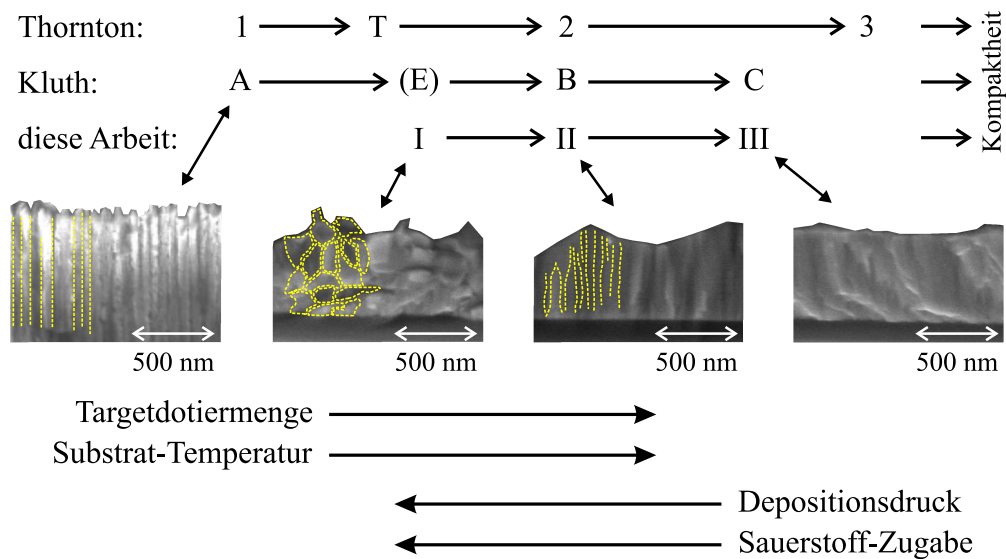 Thornton: 1 T 2 3
Kluth: A (E) B C
diese Arbeit: I II III
Kompaktheit
500 nm 500 nm 500 nm 500 nm
Targetdotiermenge
Substrat-Temperatur
Depositionsdruck
Sauerstoff-Zugabe